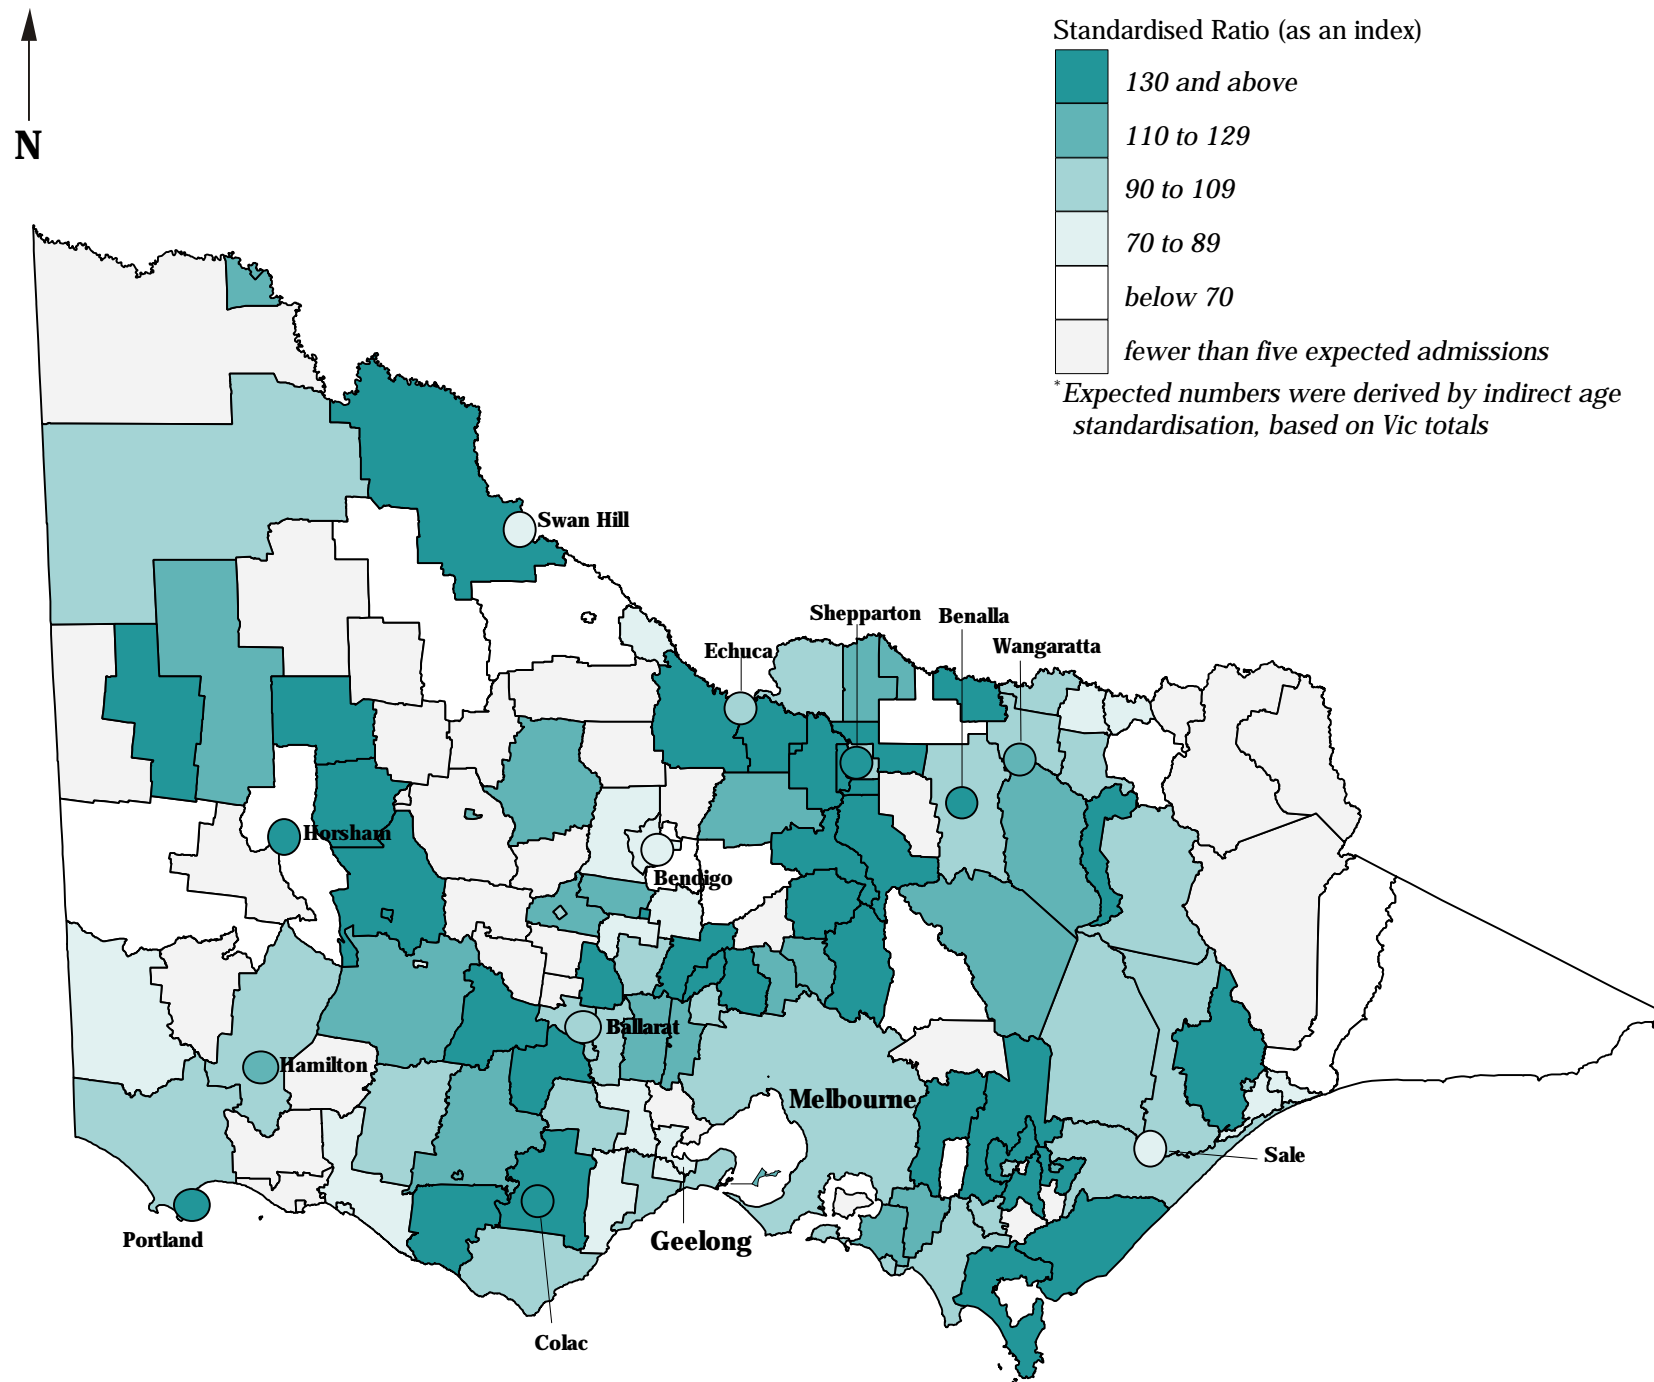 Standardised Ratio (as an index)
130 and above
110 to 129
90 to 109
70 to 89
below 70
fewer than five expected admissions
*Expected numbers were derived by indirect age
standardisation, based on Vic totals
N
Swan Hill
Shepparton
Benalla
Echuca
Wangaratta
Horsham
Bendigo
Ballarat
Hamilton
Melbourne
Sale
Portland
Geelong
Colac